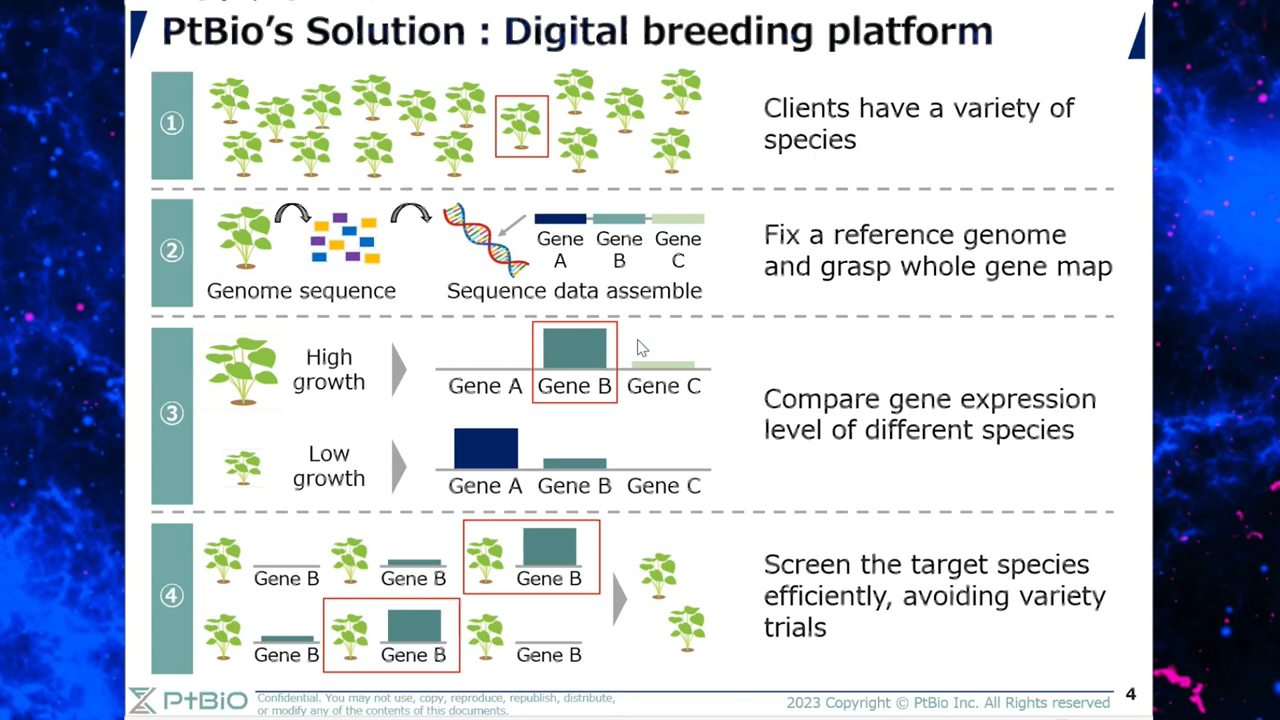 PtBio's Solution : Digital breeding platform
①
Clients have a variety of
species
②
Gene
A
Gene
B
Gene
C
Genome sequence
Sequence data assemble
Fix a reference genome
and grasp whole gene map
③
High
growth
Gene A
Gene B
Gene C
Low
growth
Gene A
Gene B
Gene C
Compare gene expression
level of different species
④
Gene B
Gene B
Gene B
Gene B
Gene B
Gene B
Screen the target species
efficiently, avoiding variety
trials
PtBiO
Confidential. You may not use, copy, reproduce, republish, distribute,
or modify any of the contents of this documents.
2023 Copyright © PtBio Inc. All Rights reserved
4